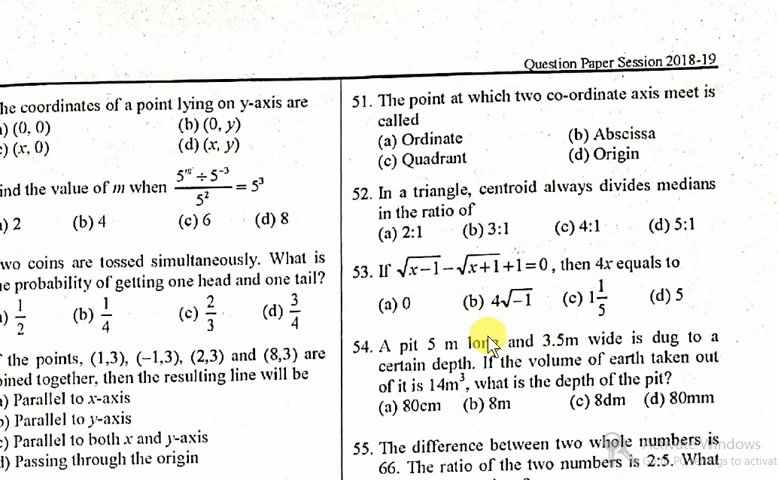 Question Paper Session 2018-19
he coordinates of a point lying on y-axis are
) (0, 0) (b) (0, y)
) (x, 0) (d) (x, y)
ind the value of m when (5^m ÷ 5^-3)/5^2 = 5^3
) 2 (b) 4 (c) 6 (d) 8
wo coins are tossed simultaneously. What is
e probability of getting one head and one tail?
) 1/2 (b) 1/4 (c) 2/3 (d) 3/4
the points, (1,3), (−1,3), (2,3) and (8,3) are
ined together, then the resulting line will be
) Parallel to x-axis
) Parallel to y-axis
) Parallel to both x and y-axis
) Passing through the origin
51. The point at which two co-ordinate axis meet is
called
(a) Ordinate (b) Abscissa
(c) Quadrant (d) Origin
52. In a triangle, centroid always divides medians
in the ratio of
(a) 2:1 (b) 3:1 (c) 4:1 (d) 5:1
53. If √(x−1) − √(x+1) + 1 = 0, then 4x equals to
(a) 0 (b) 4√−1 (c) 1 1/5 (d) 5
54. A pit 5 m long and 3.5m wide is dug to a
certain depth. If the volume of earth taken out
of it is 14m³, what is the depth of the pit?
(a) 80cm (b) 8m (c) 8dm (d) 80mm
55. The difference between two whole numbers is
66. The ratio of the two numbers is 2:5. What
Activate Windows